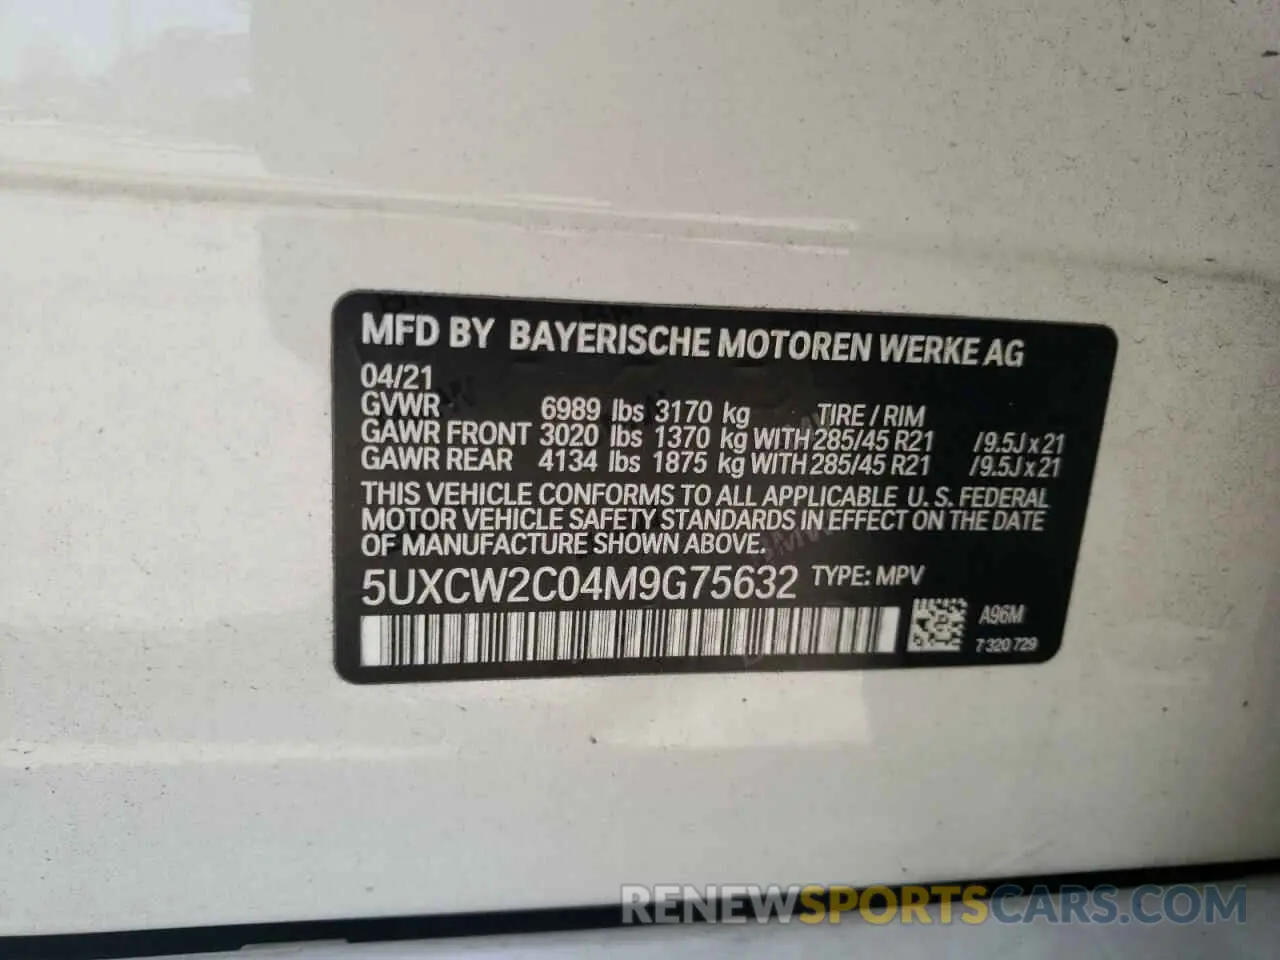 MFD BY BAYERISCHE MOTOREN WERKE AG
04/21
GVWR 6989 lbs 3170 kg TIRE / RIM
GAWR FRONT 3020 lbs 1370 kg WITH 285/45 R21 /9.5J x 21
GAWR REAR 4134 lbs 1875 kg WITH 285/45 R21 /9.5J x 21
THIS VEHICLE CONFORMS TO ALL APPLICABLE U. S. FEDERAL
MOTOR VEHICLE SAFETY STANDARDS IN EFFECT ON THE DATE
OF MANUFACTURE SHOWN ABOVE.
5UXCW2C04M9G75632 TYPE: MPV
A96M
7 320 729
RENEWSPORTSCARS.COM